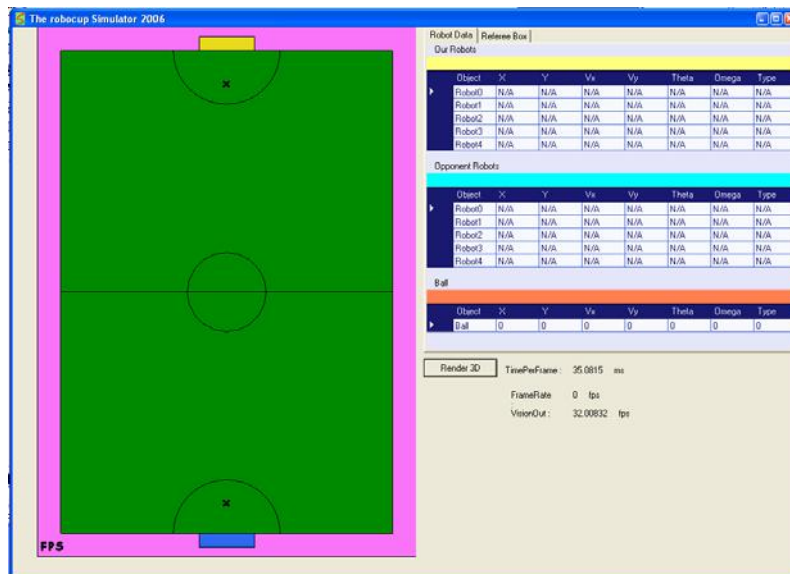 The robocup Simulator 2006
Robot Data Referee Box
Our Robots
Object X Y Vx Vy Theta Omega Type
Robot0 N/A N/A N/A N/A N/A N/A N/A
Robot1 N/A N/A N/A N/A N/A N/A N/A
Robot2 N/A N/A N/A N/A N/A N/A N/A
Robot3 N/A N/A N/A N/A N/A N/A N/A
Robot4 N/A N/A N/A N/A N/A N/A N/A
Opponent Robots
Object X Y Vx Vy Theta Omega Type
Robot0 N/A N/A N/A N/A N/A N/A N/A
Robot1 N/A N/A N/A N/A N/A N/A N/A
Robot2 N/A N/A N/A N/A N/A N/A N/A
Robot3 N/A N/A N/A N/A N/A N/A N/A
Robot4 N/A N/A N/A N/A N/A N/A N/A
Ball
Object X Y Vx Vy Theta Omega Type
Ball 0 0 0 0 0 0 0
Render 3D TimePerFrame : 35.0815 ms
FrameRate : 0 fps
VisionOut : 32.00832 fps
FPS